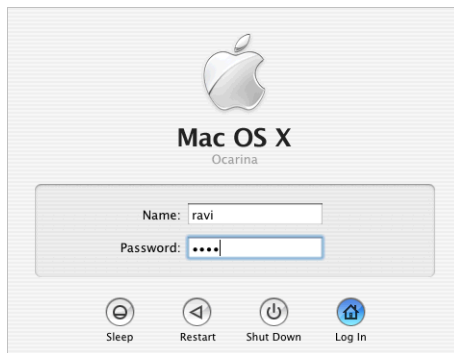 Mac OS X
Ocarina
Name: ravi
Password: ••••
Sleep Restart Shut Down Log In